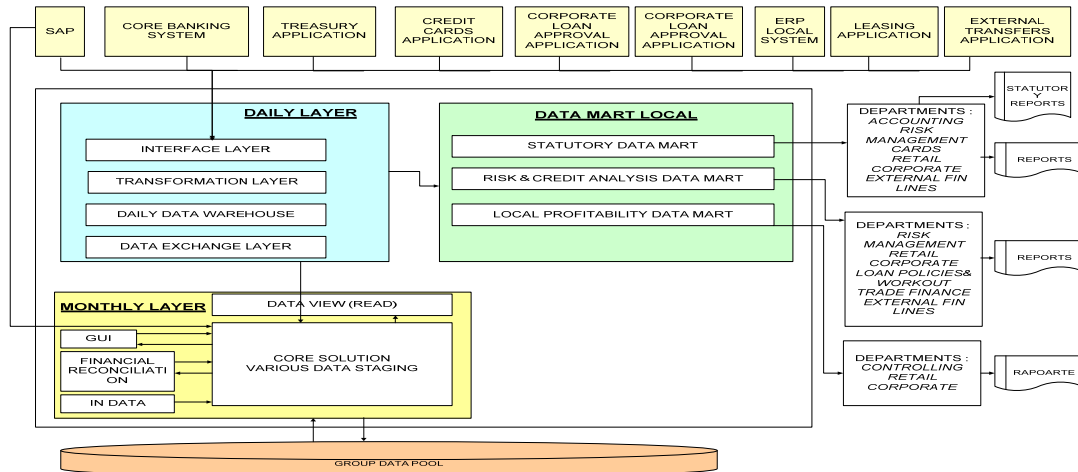 SAP
CORE BANKING
SYSTEM
TREASURY
APPLICATION
CREDIT
CARDS
APPLICATION
CORPORATE
LOAN
APPROVAL
APPLICATION
CORPORATE
LOAN
APPROVAL
APPLICATION
ERP
LOCAL
SYSTEM
LEASING
APPLICATION
EXTERNAL
TRANSFERS
APPLICATION
DAILY LAYER
INTERFACE LAYER
TRANSFORMATION LAYER
DAILY DATA WAREHOUSE
DATA EXCHANGE LAYER
DATA MART LOCAL
STATUTORY DATA MART
RISK & CREDIT ANALYSIS DATA MART
LOCAL PROFITABILITY DATA MART
DEPARTMENTS :
ACCOUNTING
RISK
MANAGEMENT
CARDS
RETAIL
CORPORATE
EXTERNAL FIN
LINES
STATUTOR
Y
REPORTS
REPORTS
DEPARTMENTS :
RISK
MANAGEMENT
RETAIL
CORPORATE
LOAN POLICIES&
WORKOUT
TRADE FINANCE
EXTERNAL FIN
LINES
REPORTS
DEPARTMENTS :
CONTROLLING
RETAIL
CORPORATE
RAPOARTE
MONTHLY LAYER
DATA VIEW (READ)
GUI
FINANCIAL
RECONCILIATI
ON
IN DATA
CORE SOLUTION
VARIOUS DATA STAGING
GROUP DATA POOL